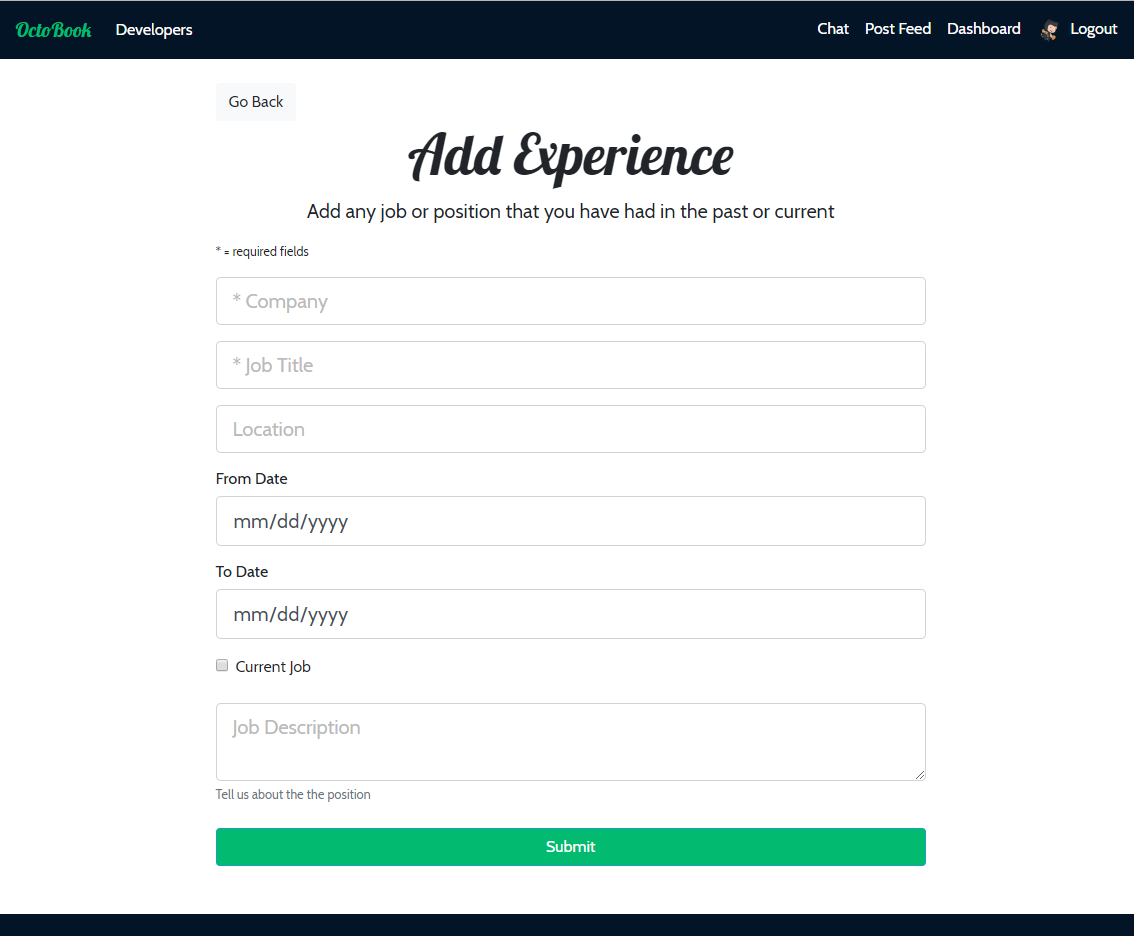 OctoBook Developers Chat Post Feed Dashboard Logout
Go Back
Add Experience
Add any job or position that you have had in the past or current
* = required fields
* Company
* Job Title
Location
From Date
mm/dd/yyyy
To Date
mm/dd/yyyy
Current Job
Job Description
Tell us about the the position
Submit